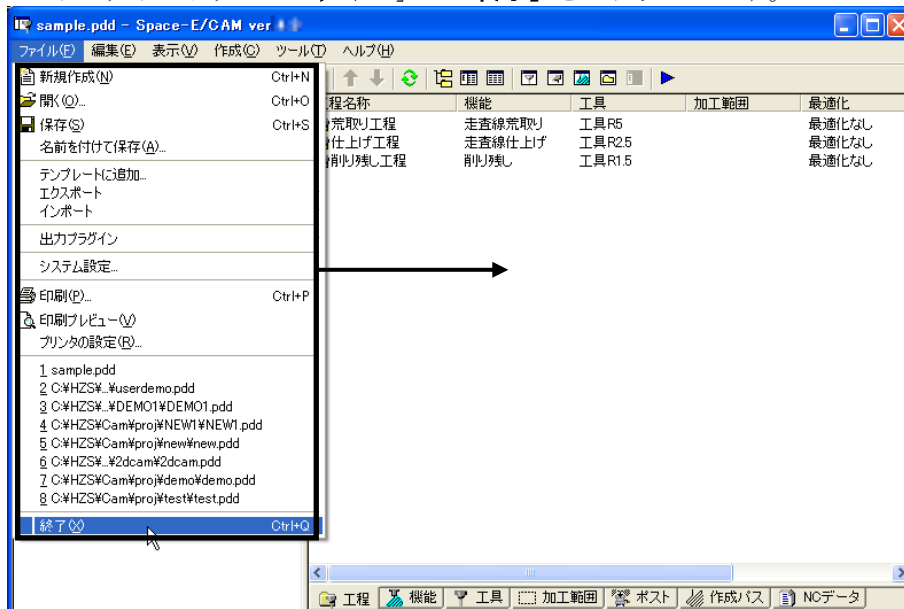 sample.pdd - Space-E/CAM ver
ファイル(F) 編集(E) 表示(V) 作成(C) ツール(T) ヘルプ(H)
新規作成(N) Ctrl+N
開く(O)... Ctrl+O
保存(S) Ctrl+S
名前を付けて保存(A)...
テンプレートに追加...
エクスポート
インポート
出力プラグイン
システム設定...
印刷(P)... Ctrl+P
印刷プレビュー(V)
プリンタの設定(R)...
1 sample.pdd
2 C:¥HZS¥...¥userdemo.pdd
3 C:¥HZS¥...¥DEMO1¥DEMO1.pdd
4 C:¥HZS¥Cam¥proj¥NEW1¥NEW1.pdd
5 C:¥HZS¥Cam¥proj¥new¥new.pdd
6 C:¥HZS¥...¥2dcam¥2dcam.pdd
7 C:¥HZS¥Cam¥proj¥demo¥demo.pdd
8 C:¥HZS¥Cam¥proj¥test¥test.pdd
終了(X) Ctrl+Q
程名称 機能 工具 加工範囲 最適化
荒取り工程 走査線荒取り 工具R5 最適化なし
仕上げ工程 走査線仕上げ 工具R2.5 最適化なし
削り残し工程 削り残し 工具R1.5 最適化なし
工程 機能 工具 加工範囲 ポスト 作成パス NCデータ